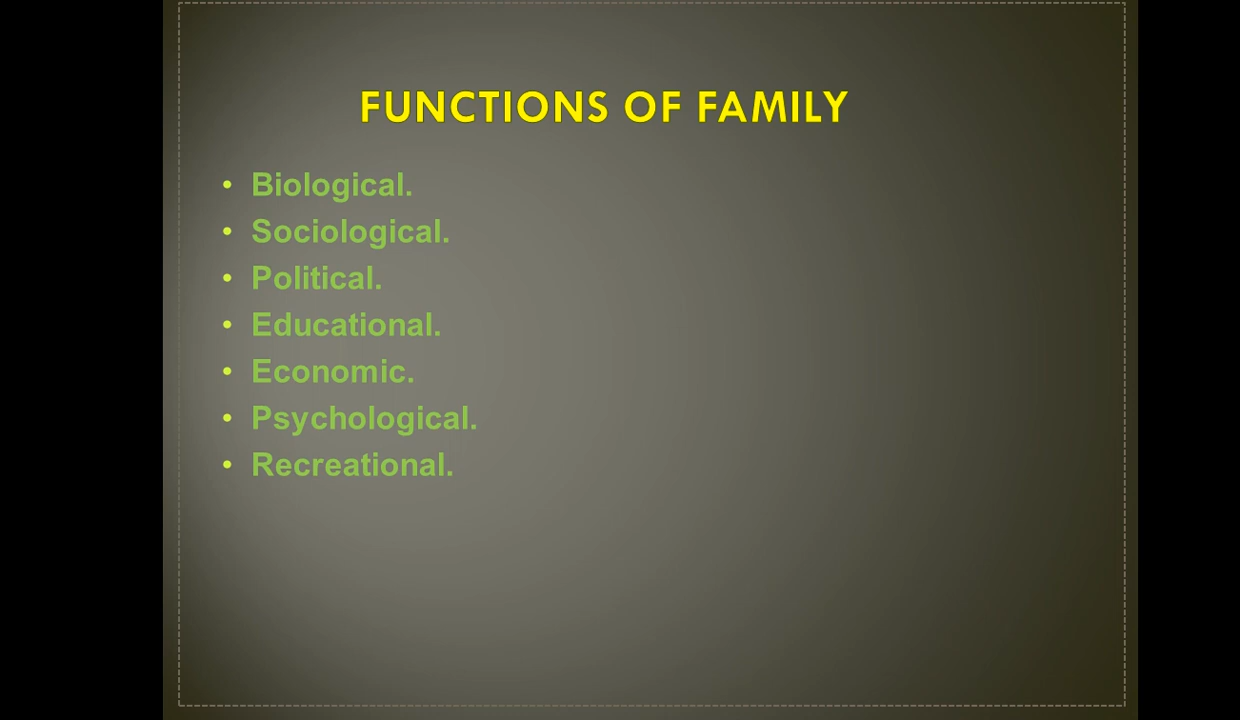 FUNCTIONS OF FAMILY
• Biological.
• Sociological.
• Political.
• Educational.
• Economic.
• Psychological.
• Recreational.